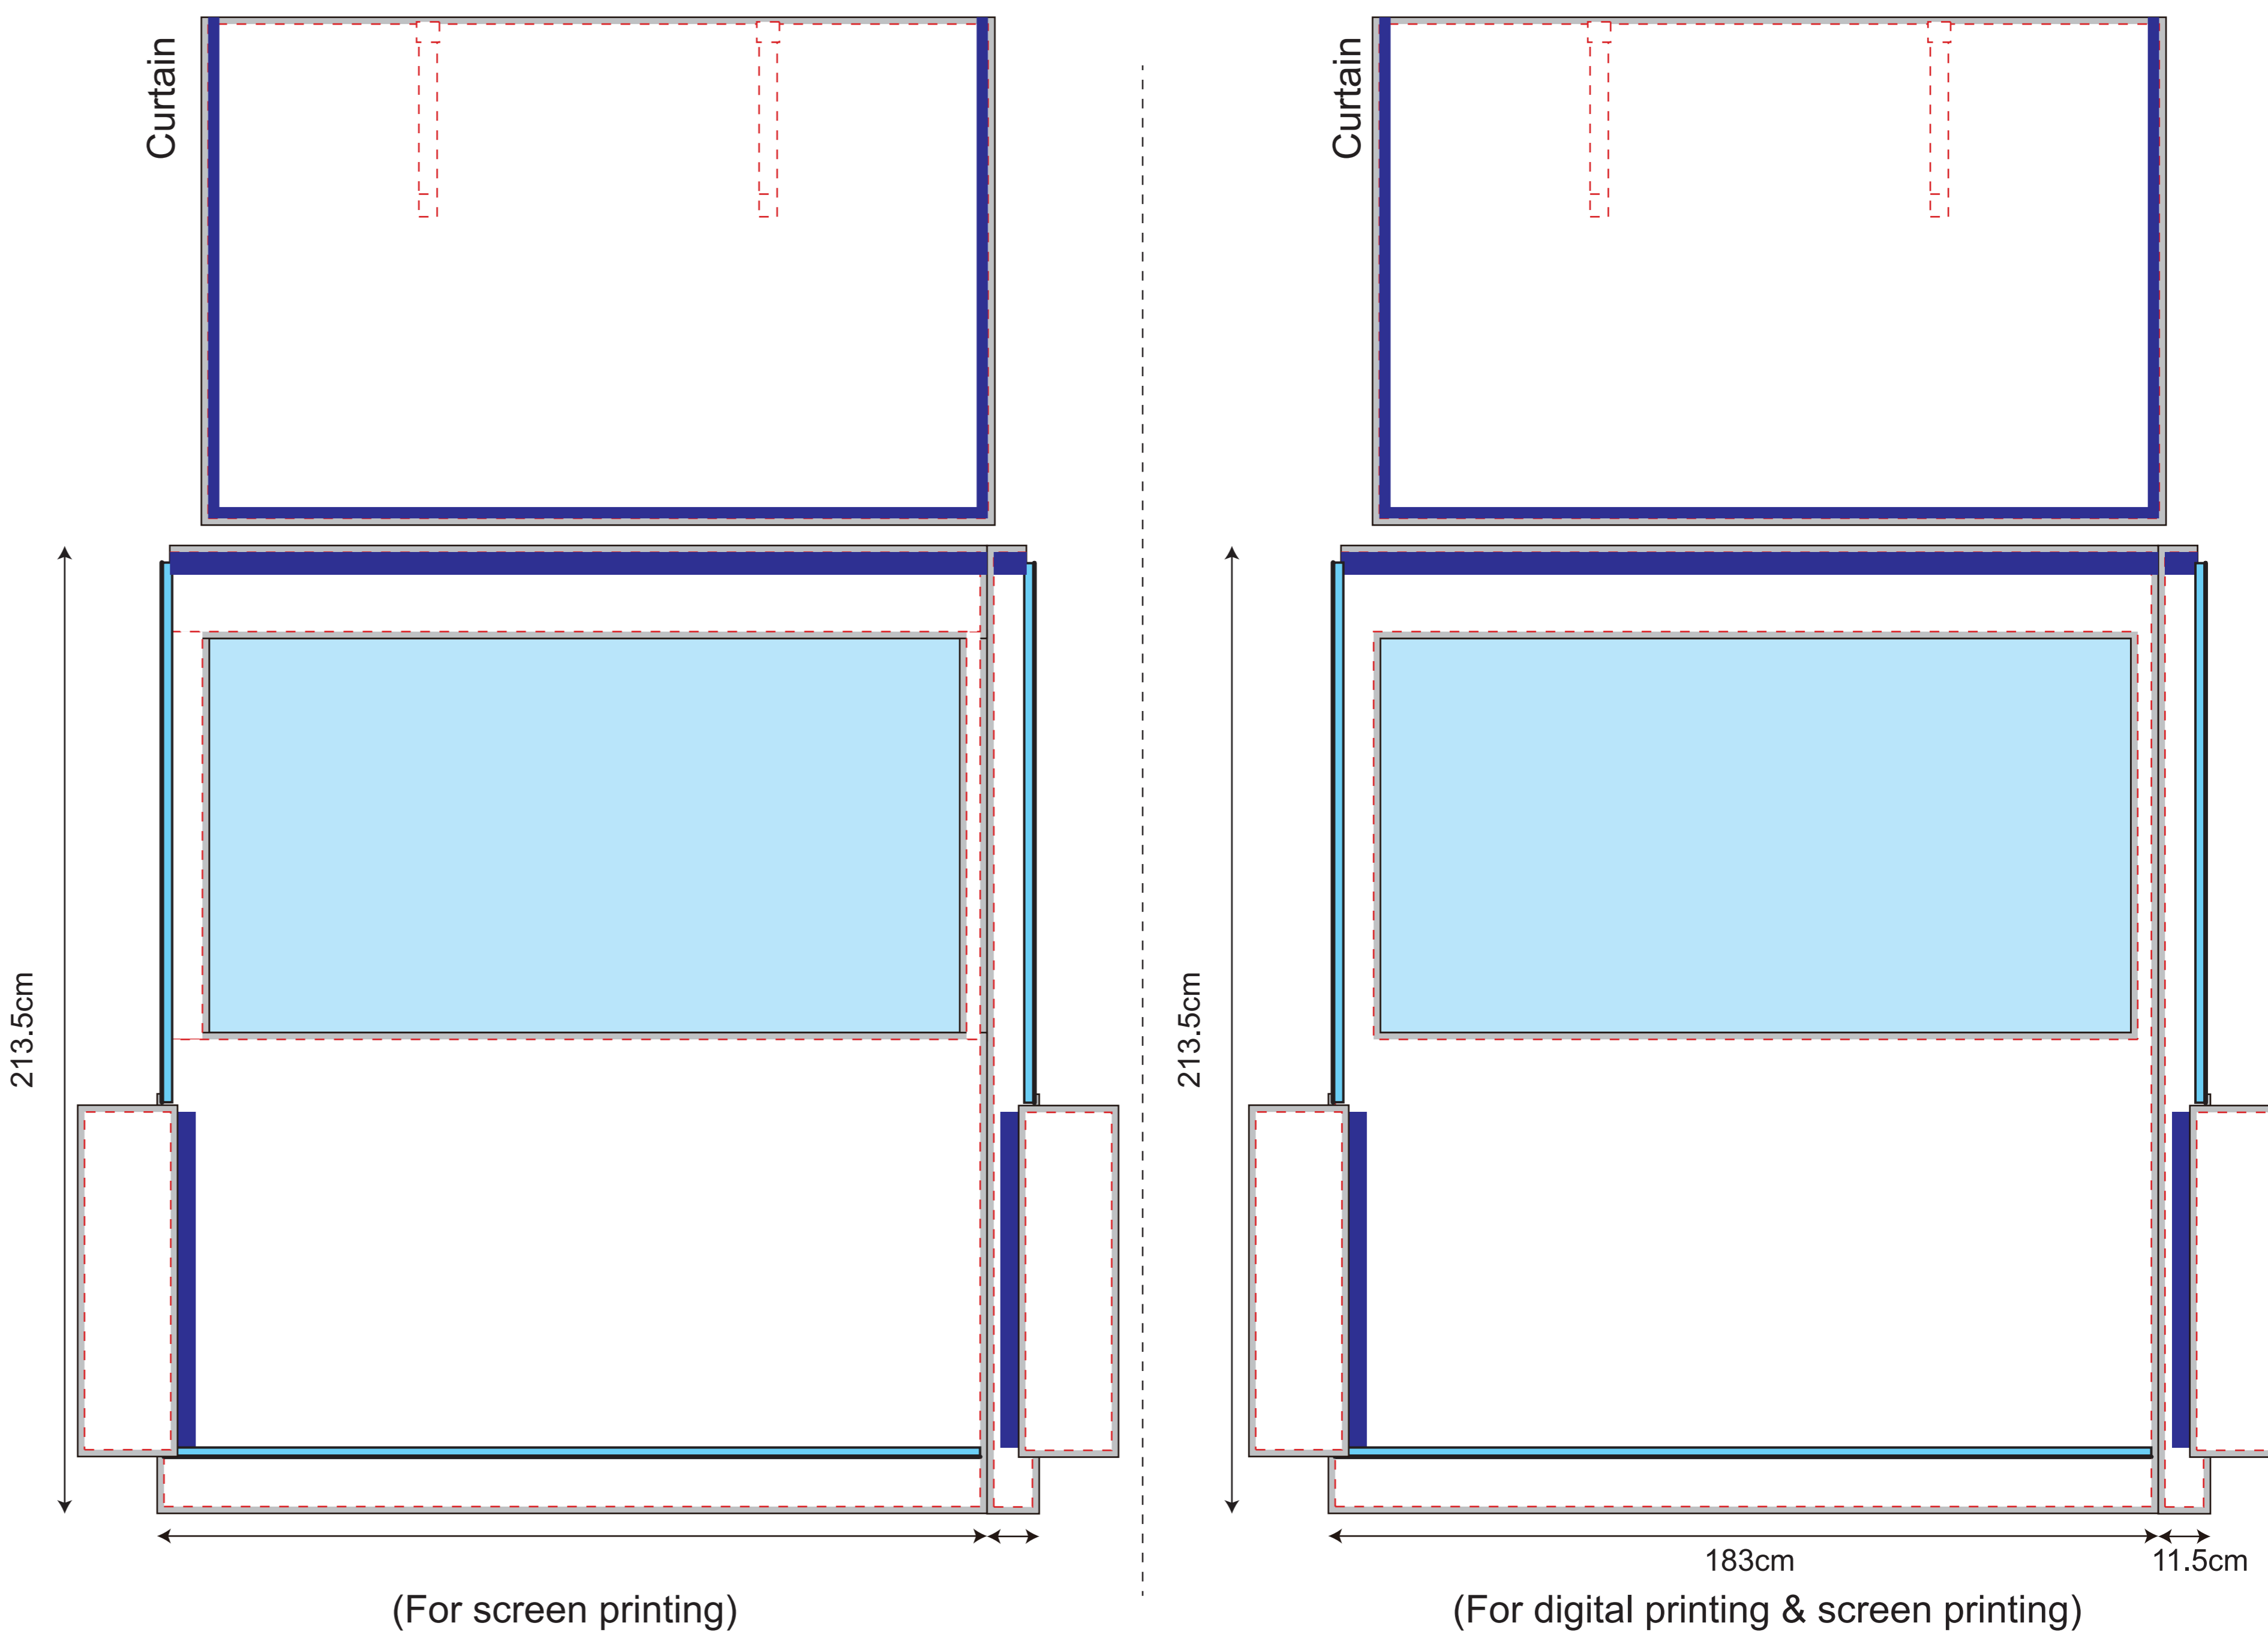 Curtain
Curtain
213.5cm
213.5cm
183cm
11.5cm
(For screen printing)
(For digital printing & screen printing)